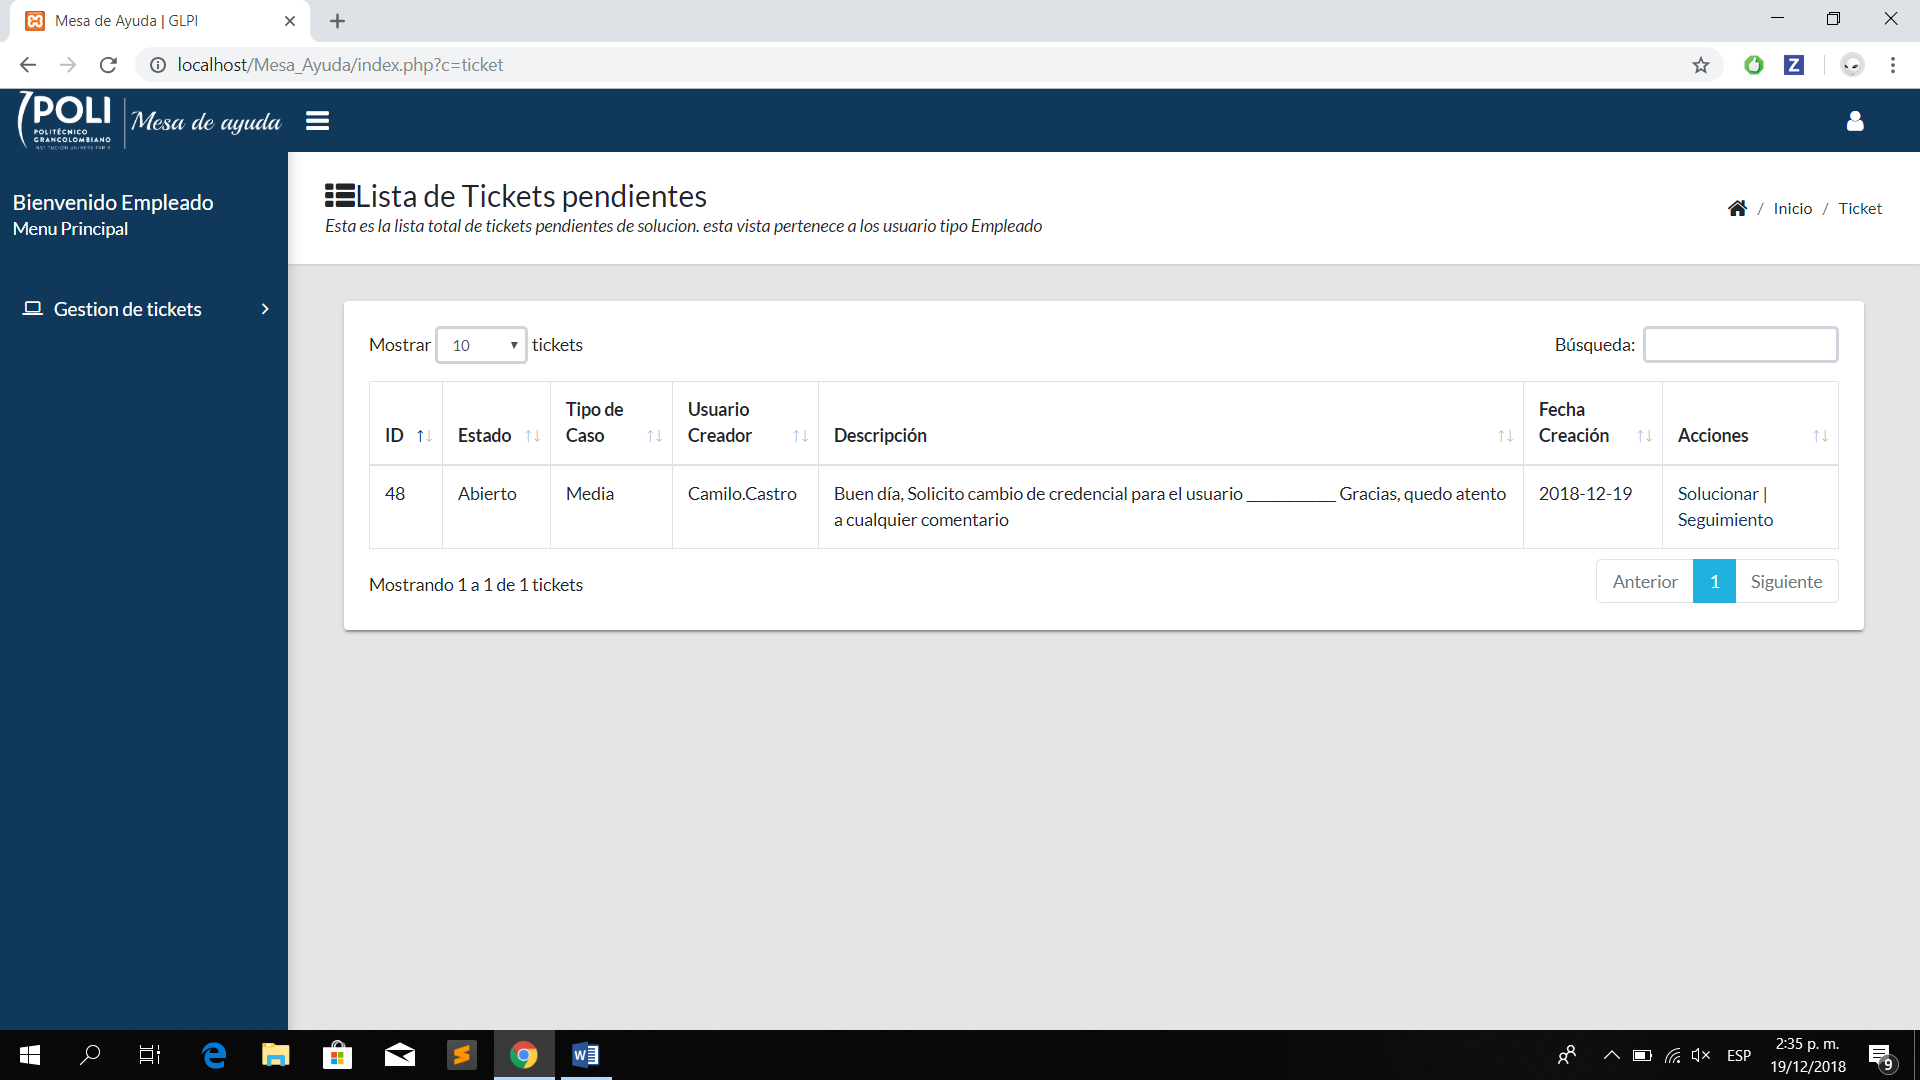 Mesa de Ayuda | GLPI
localhost/Mesa_Ayuda/index.php?c=ticket
POLI
POLITÉCNICO
GRANCOLOMBIANO
Mesa de ayuda
Bienvenido Empleado
Menu Principal
Gestion de tickets
Lista de Tickets pendientes
Esta es la lista total de tickets pendientes de solucion. esta vista pertenece a los usuario tipo Empleado
/ Inicio / Ticket
Mostrar 10 tickets
Búsqueda:
ID Estado Tipo de Caso Usuario Creador Descripción Fecha Creación Acciones
48 Abierto Media Camilo.Castro Buen día, Solicito cambio de credencial para el usuario ____________ Gracias, quedo atento 2018-12-19 Solucionar |
a cualquier comentario Seguimiento
Mostrando 1 a 1 de 1 tickets
Anterior 1 Siguiente
ESP
2:35 p. m.
19/12/2018
9